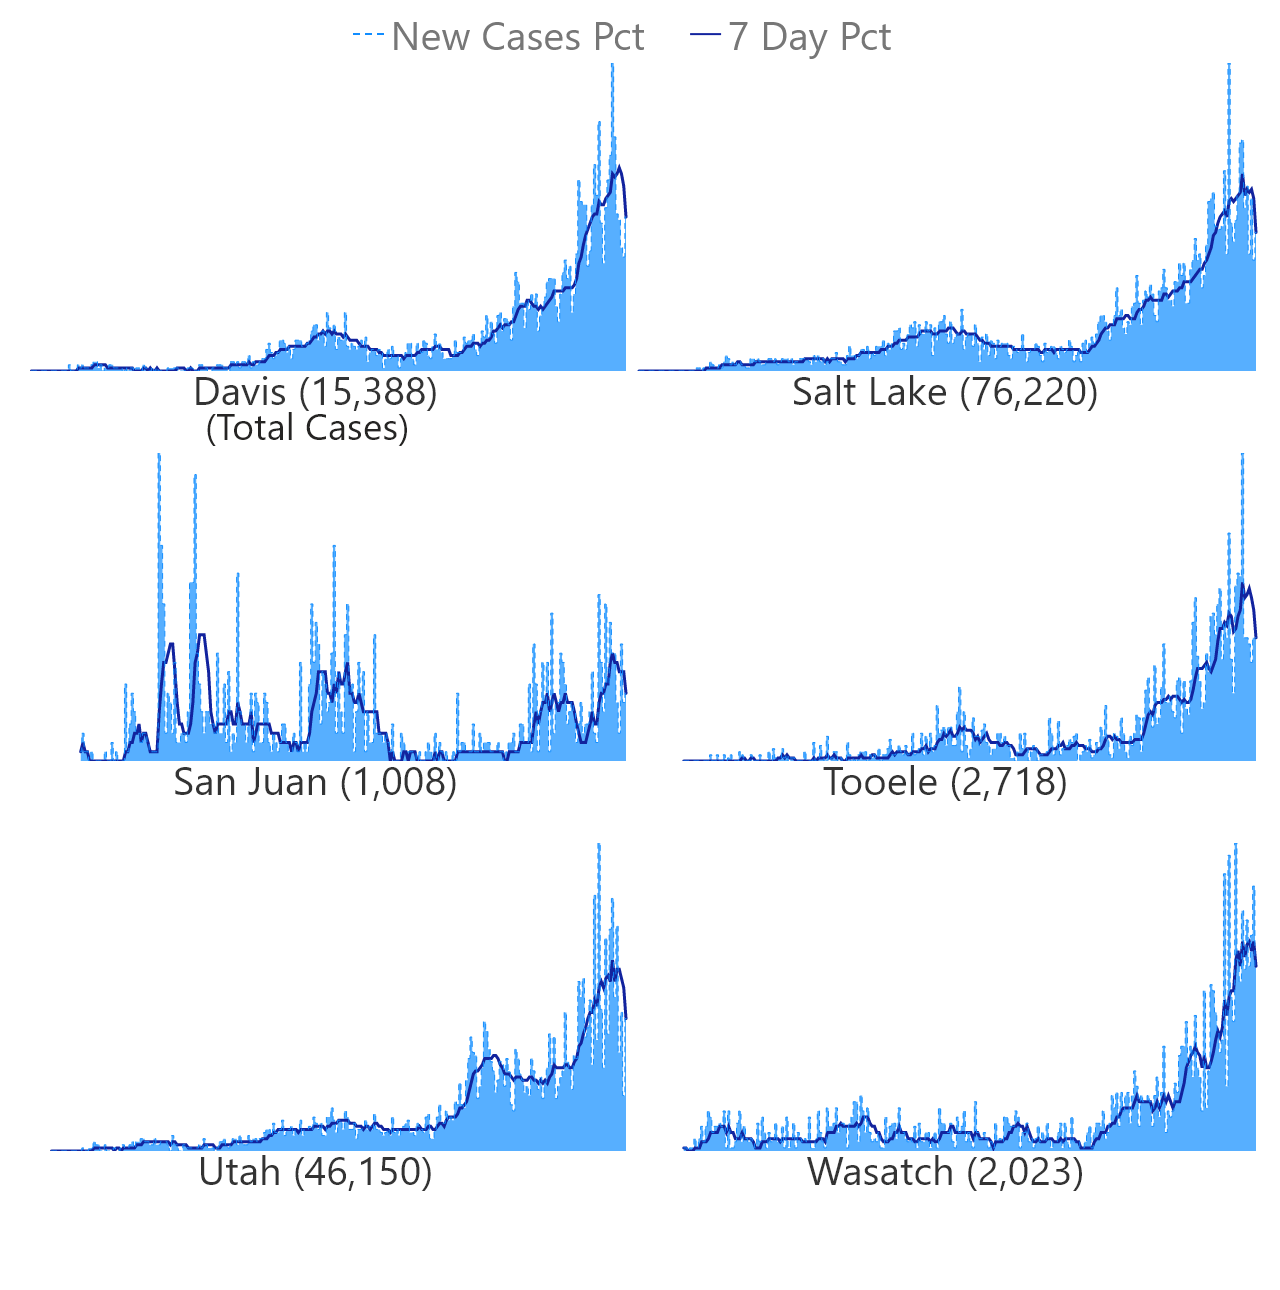 New Cases Pct 7 Day Pct
Davis (15,388) Salt Lake (76,220)
(Total Cases)
San Juan (1,008) Tooele (2,718)
Utah (46,150) Wasatch (2,023)